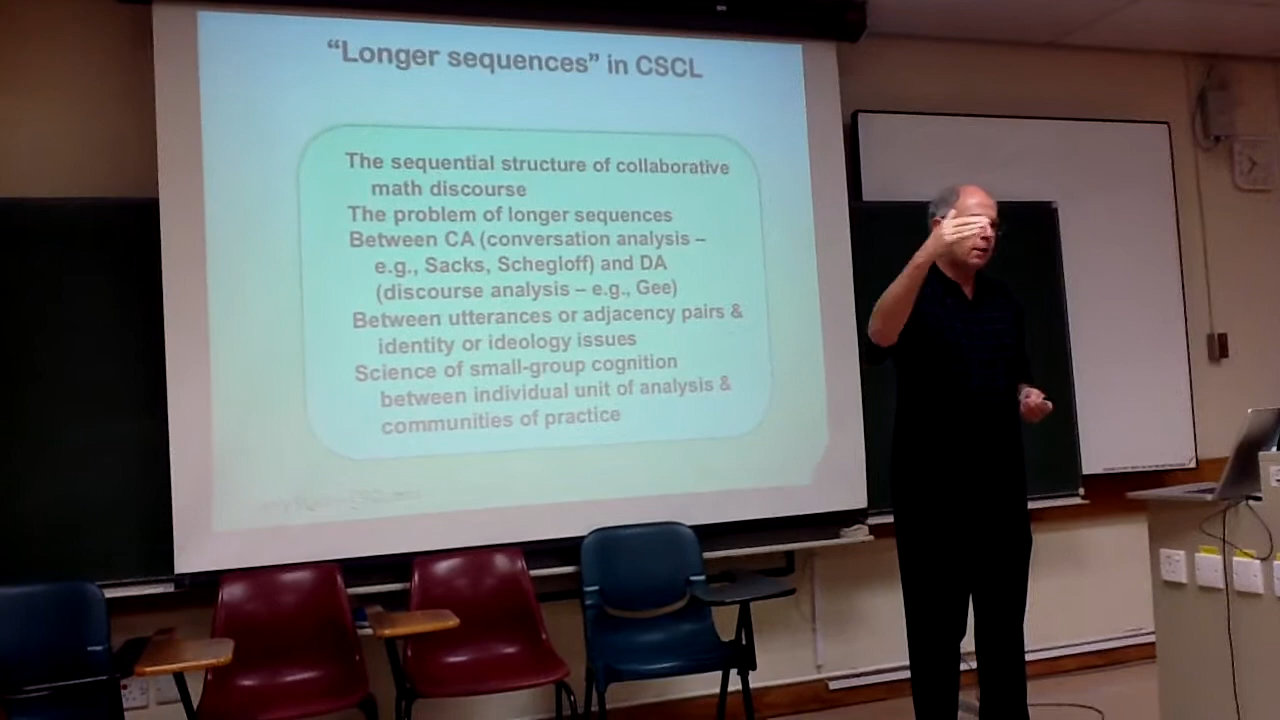 “Longer sequences” in CSCL
The sequential structure of collaborative
math discourse
The problem of longer sequences
Between CA (conversation analysis –
e.g., Sacks, Schegloff) and DA
(discourse analysis – e.g., Gee)
Between utterances or adjacency pairs &
identity or ideology issues
Science of small-group cognition
between individual unit of analysis &
communities of practice